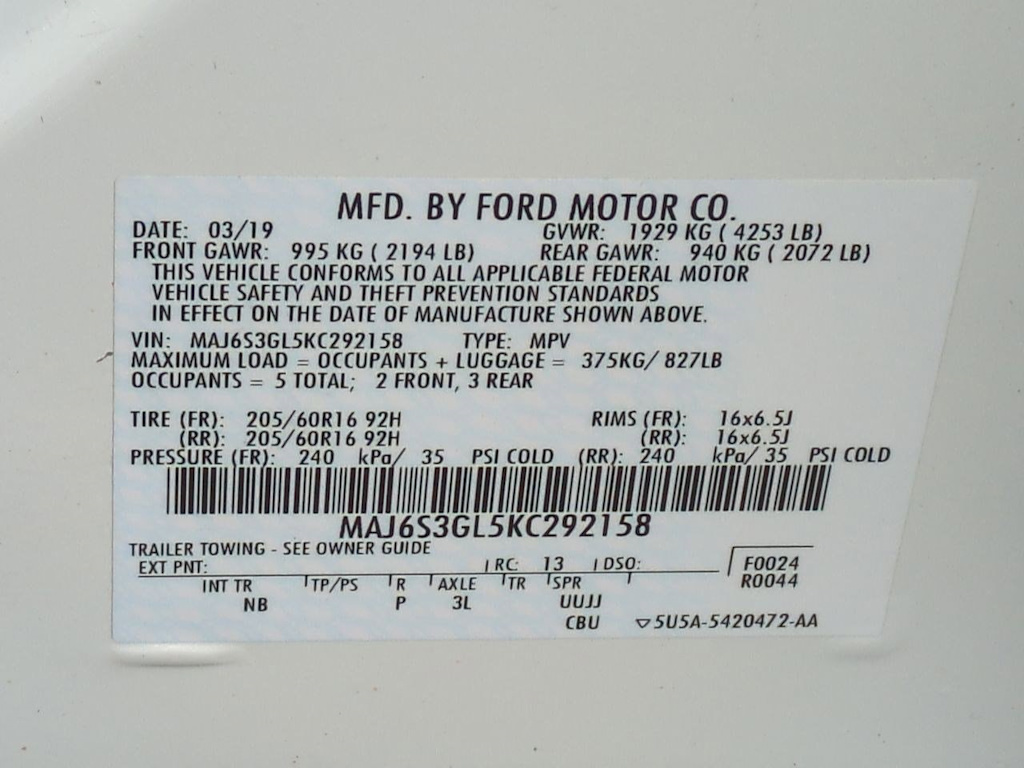 MFD. BY FORD MOTOR CO.
DATE: 03/19 GVWR: 1929 KG ( 4253 LB)
FRONT GAWR: 995 KG ( 2194 LB) REAR GAWR: 940 KG ( 2072 LB)
THIS VEHICLE CONFORMS TO ALL APPLICABLE FEDERAL MOTOR
VEHICLE SAFETY AND THEFT PREVENTION STANDARDS
IN EFFECT ON THE DATE OF MANUFACTURE SHOWN ABOVE.
VIN: MAJ6S3GL5KC292158 TYPE: MPV
MAXIMUM LOAD = OCCUPANTS + LUGGAGE = 375KG/ 827LB
OCCUPANTS = 5 TOTAL; 2 FRONT, 3 REAR
TIRE (FR): 205/60R16 92H RIMS (FR): 16x6.5J
(RR): 205/60R16 92H (RR): 16x6.5J
PRESSURE (FR): 240 kPa/ 35 PSI COLD (RR): 240 kPa/ 35 PSI COLD
MAJ6S3GL5KC292158
TRAILER TOWING - SEE OWNER GUIDE
EXT PNT: RC: 13 DSO: F0024
INT TR TP/PS R AXLE TR SPR R0044
NB P 3L UUJJ
CBU ▽5U5A-5420472-AA